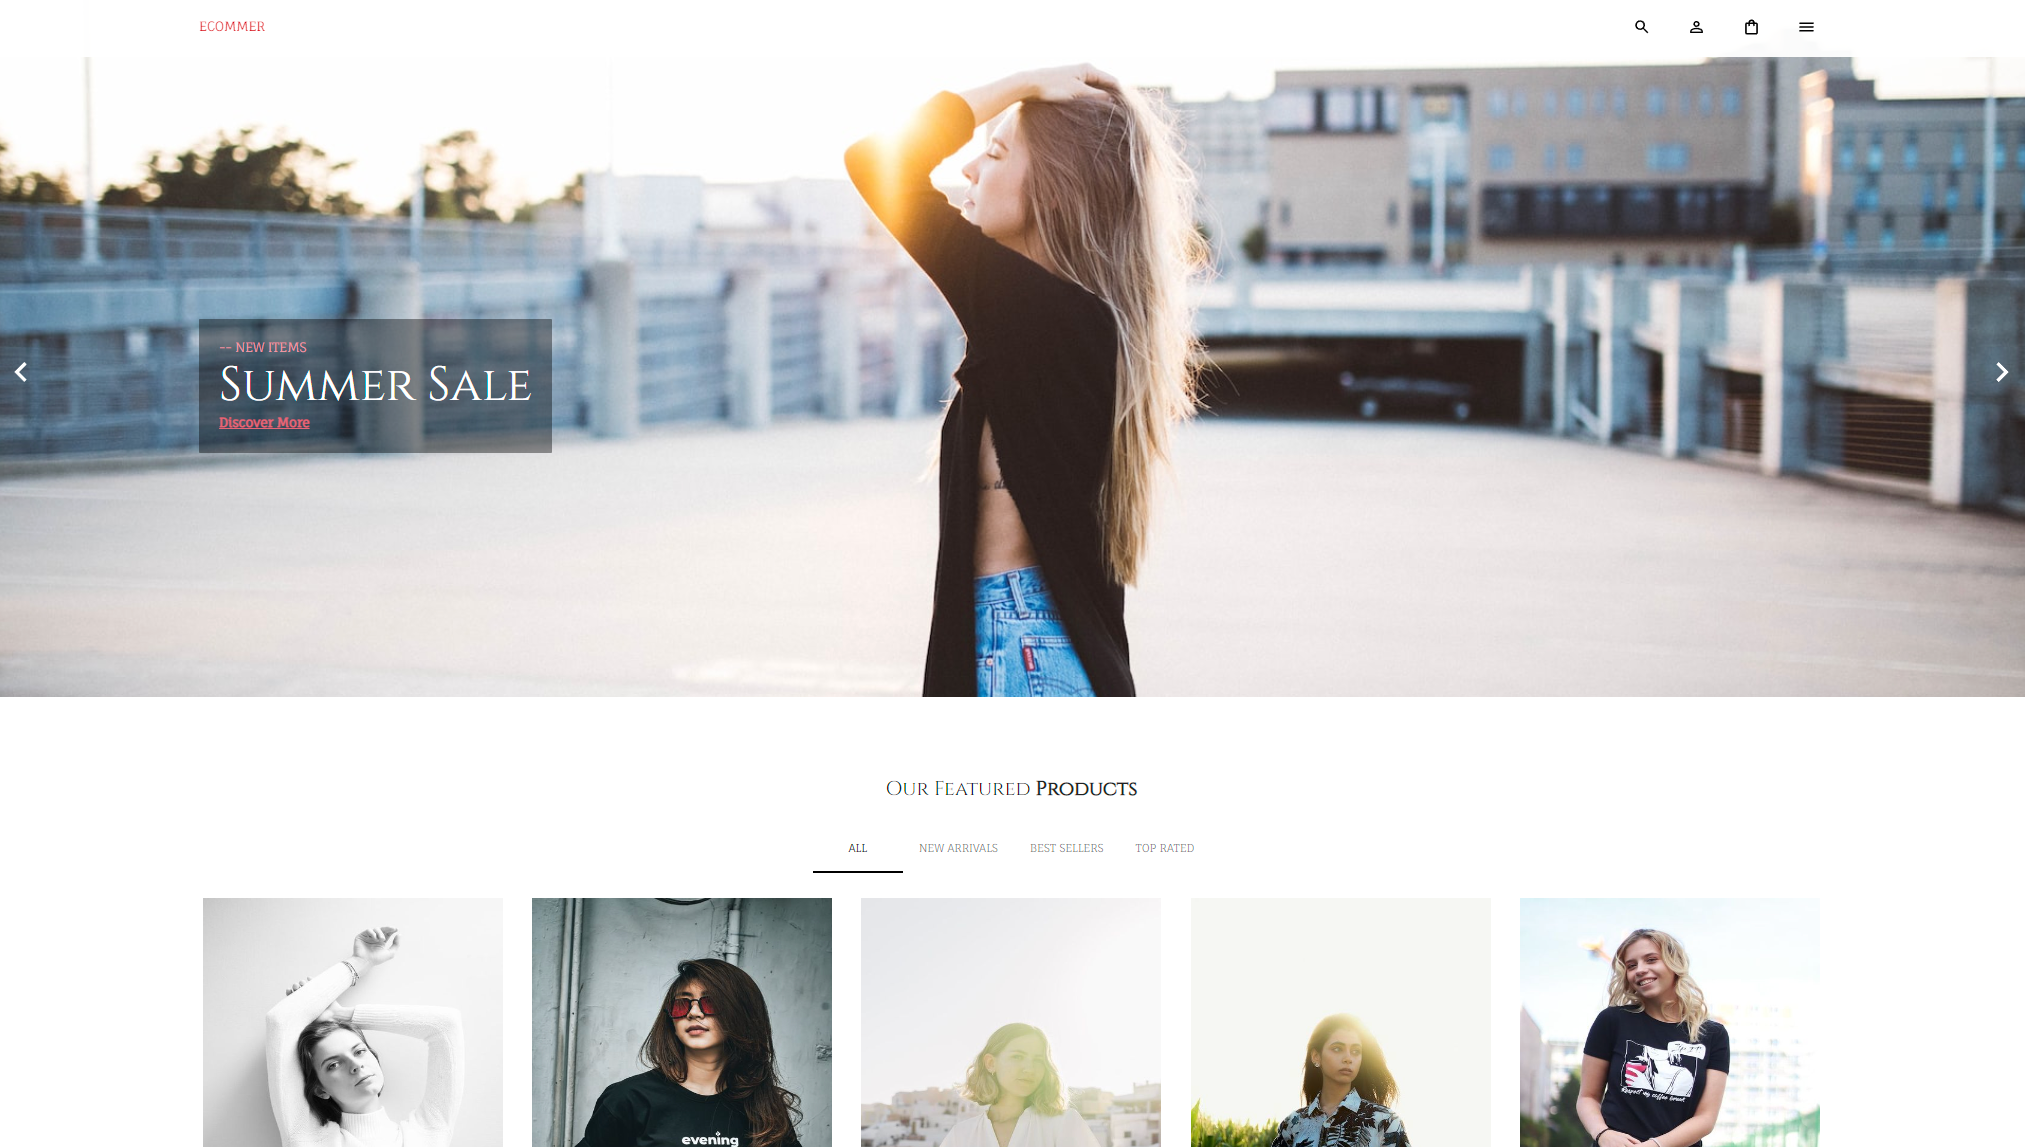 ECOMMER
-- NEW ITEMS
Summer Sale
Discover More
Our Featured Products
ALL NEW ARRIVALS BEST SELLERS TOP RATED
evening